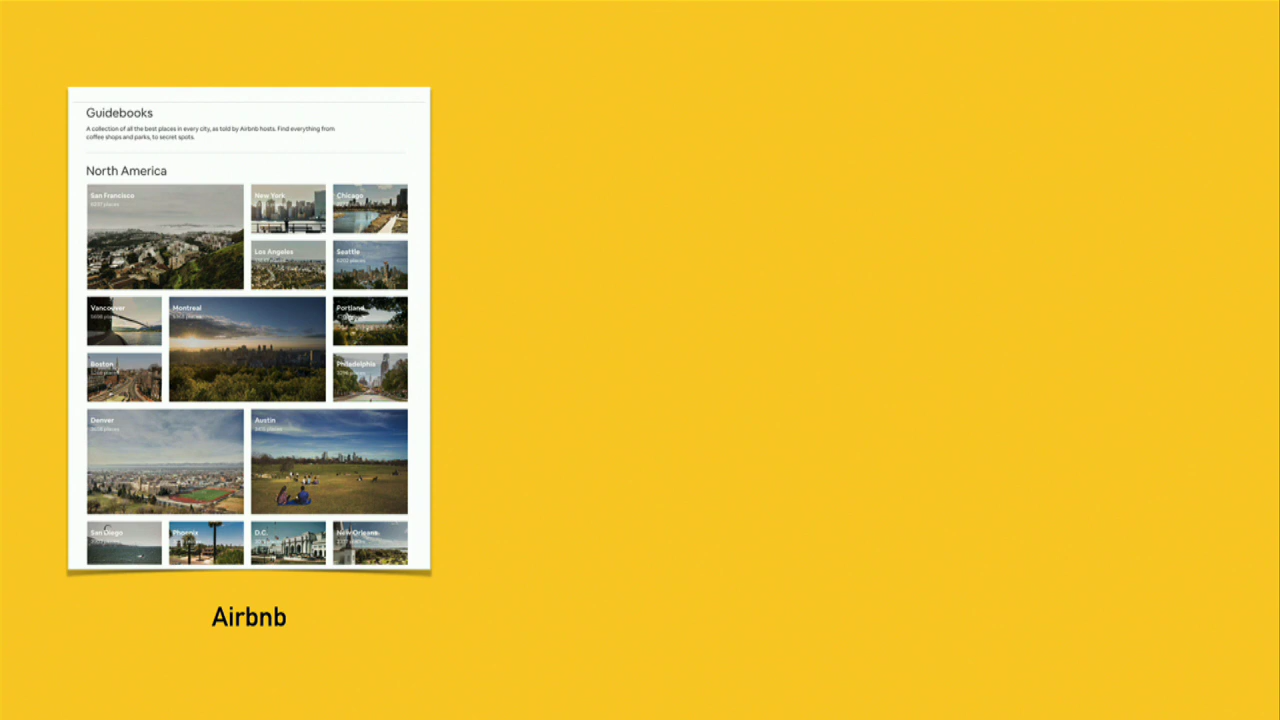 Guidebooks
A collection of all the best places in every city, as told by Airbnb hosts. Find everything from
coffee shops and parks, to secret spots.
North America
San Francisco
New York
Chicago
Los Angeles
Seattle
Vancouver
Montreal
Portland
Boston
Philadelphia
Denver
Austin
San Diego
Phoenix
D.C.
New Orleans
Airbnb